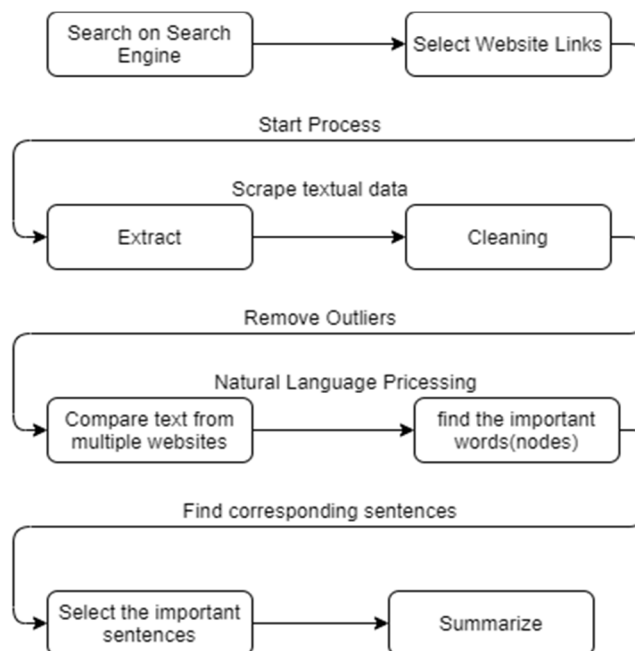 Search on Search
Engine
Select Website Links
Start Process
Scrape textual data
Extract
Cleaning
Remove Outliers
Natural Language Pricessing
Compare text from
multiple websites
find the important
words(nodes)
Find corresponding sentences
Select the important
sentences
Summarize